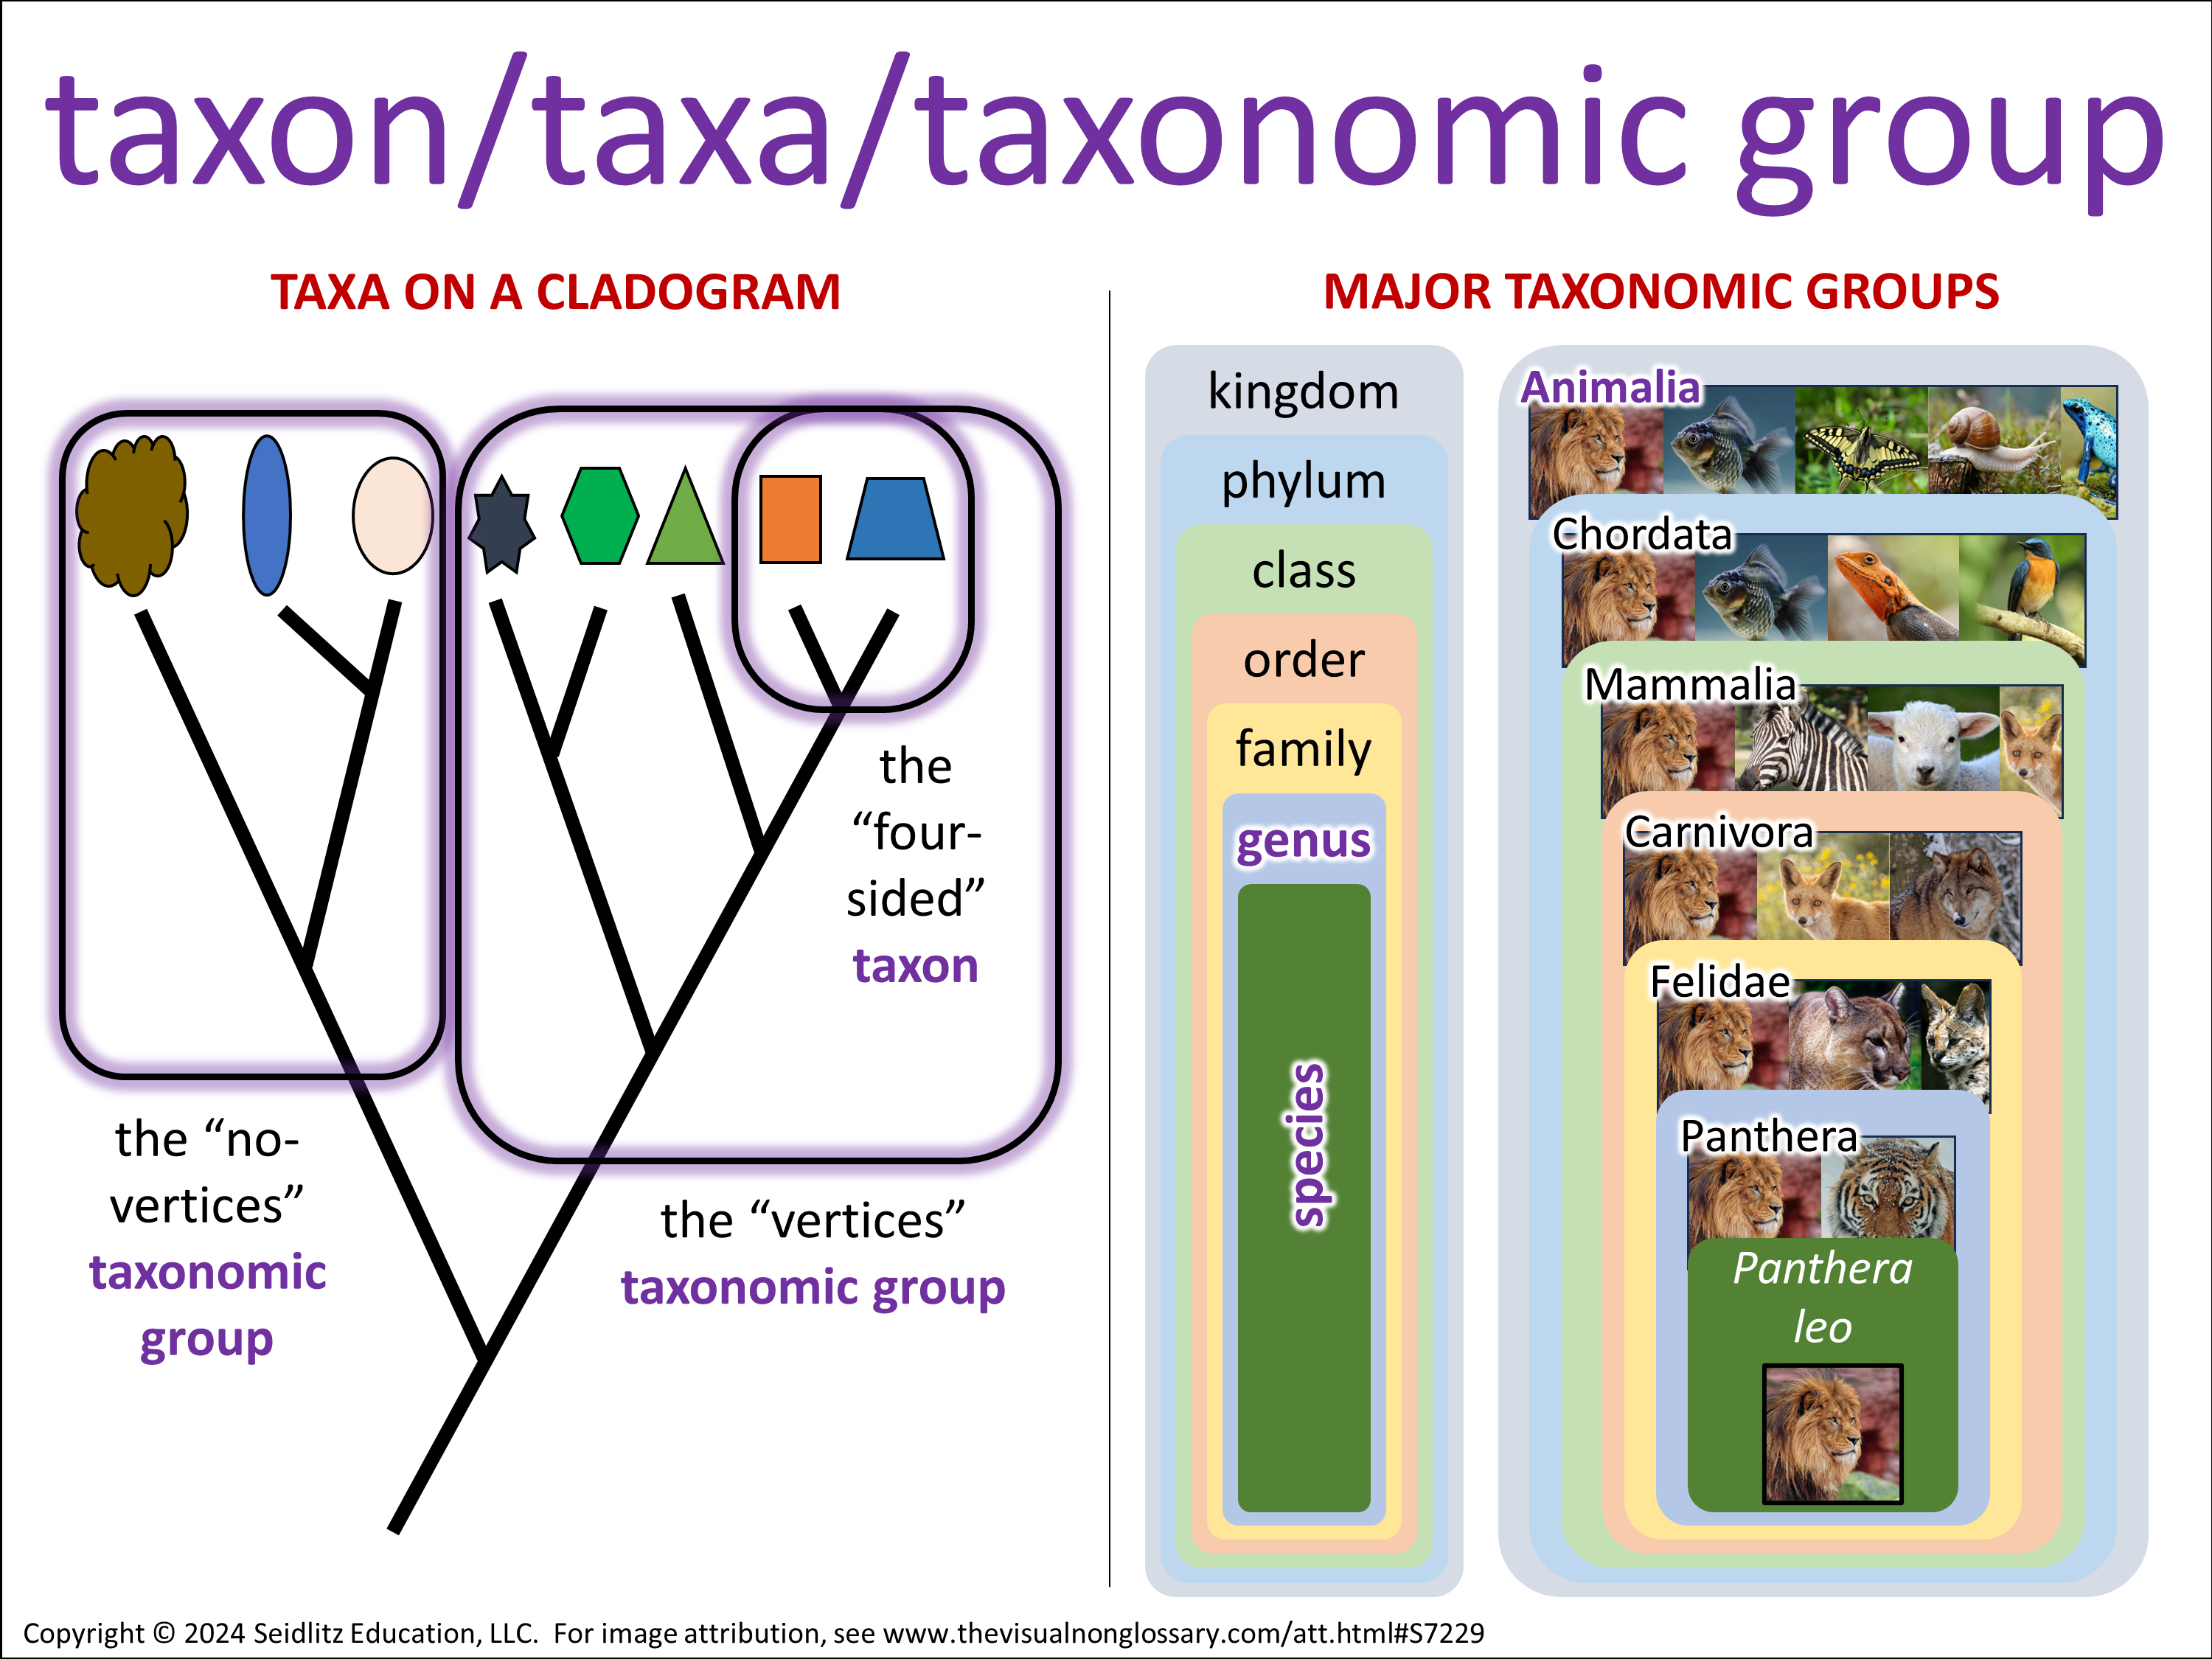 taxon/taxa/taxonomic group
TAXA ON A CLADOGRAM
the
“four-
sided”
taxon
the “no-
vertices”
taxonomic
group
the “vertices”
taxonomic group
MAJOR TAXONOMIC GROUPS
kingdom
phylum
class
order
family
genus
species
Animalia
Chordata
Mammalia
Carnivora
Felidae
Panthera
Panthera
leo
Copyright © 2024 Seidlitz Education, LLC.  For image attribution, see www.thevisualnonglossary.com/att.html#S7229